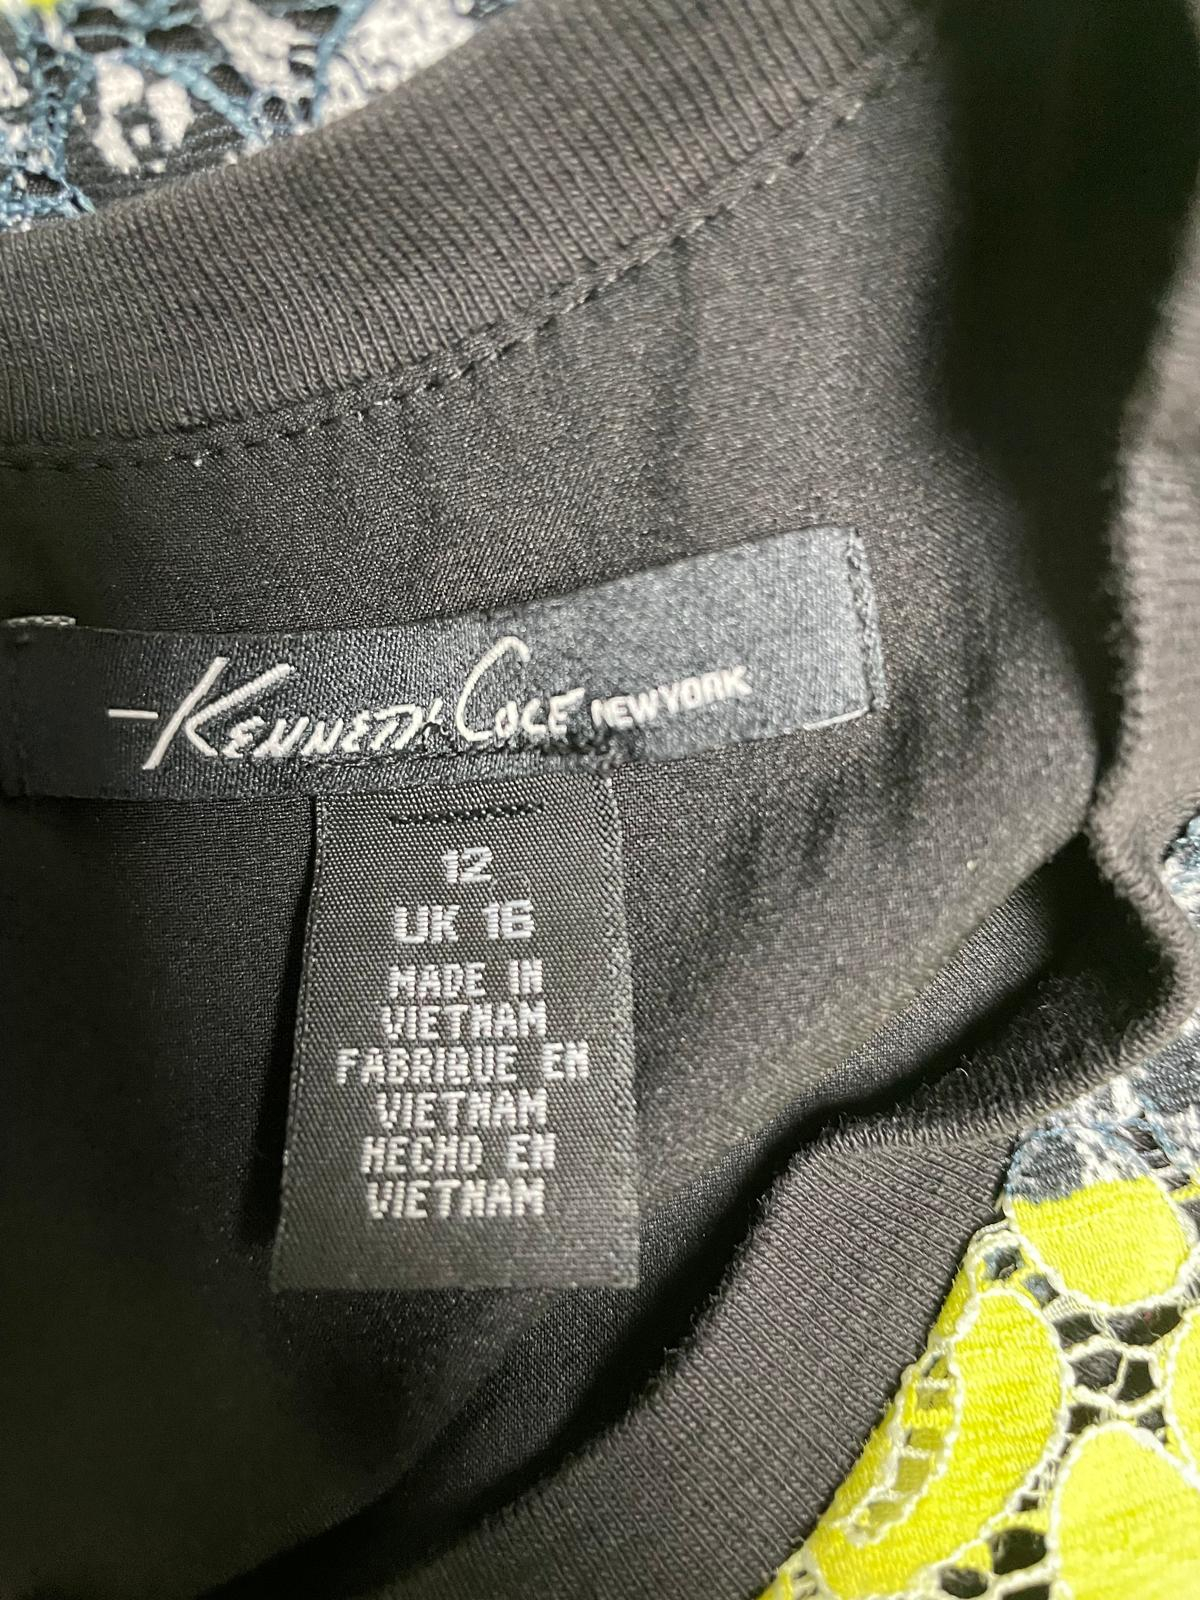 Kenneth Cole NEW YORK
12
UK 16
MADE IN
VIETNAM
FABRIQUE EN
VIETNAM
HECHO EN
VIETNAM